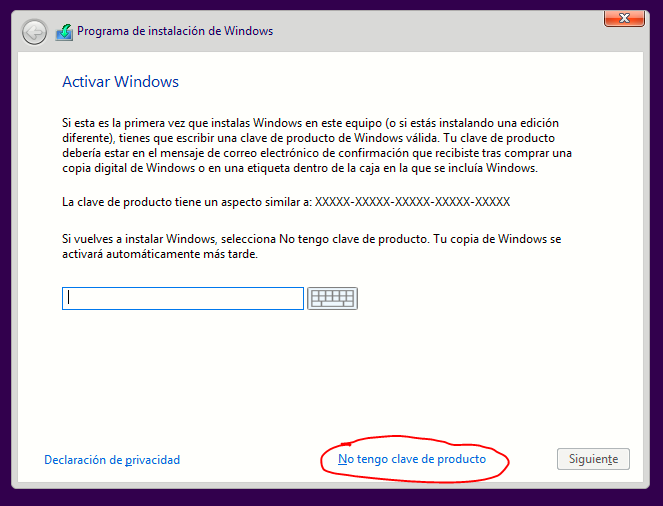 Programa de instalación de Windows
Activar Windows
Si esta es la primera vez que instalas Windows en este equipo (o si estás instalando una edición
diferente), tienes que escribir una clave de producto de Windows válida. Tu clave de producto
debería estar en el mensaje de correo electrónico de confirmación que recibiste tras comprar una
copia digital de Windows o en una etiqueta dentro de la caja en la que se incluía Windows.
La clave de producto tiene un aspecto similar a: XXXXX-XXXXX-XXXXX-XXXXX-XXXXX
Si vuelves a instalar Windows, selecciona No tengo clave de producto. Tu copia de Windows se
activará automáticamente más tarde.
Declaración de privacidad
No tengo clave de producto
Siguiente